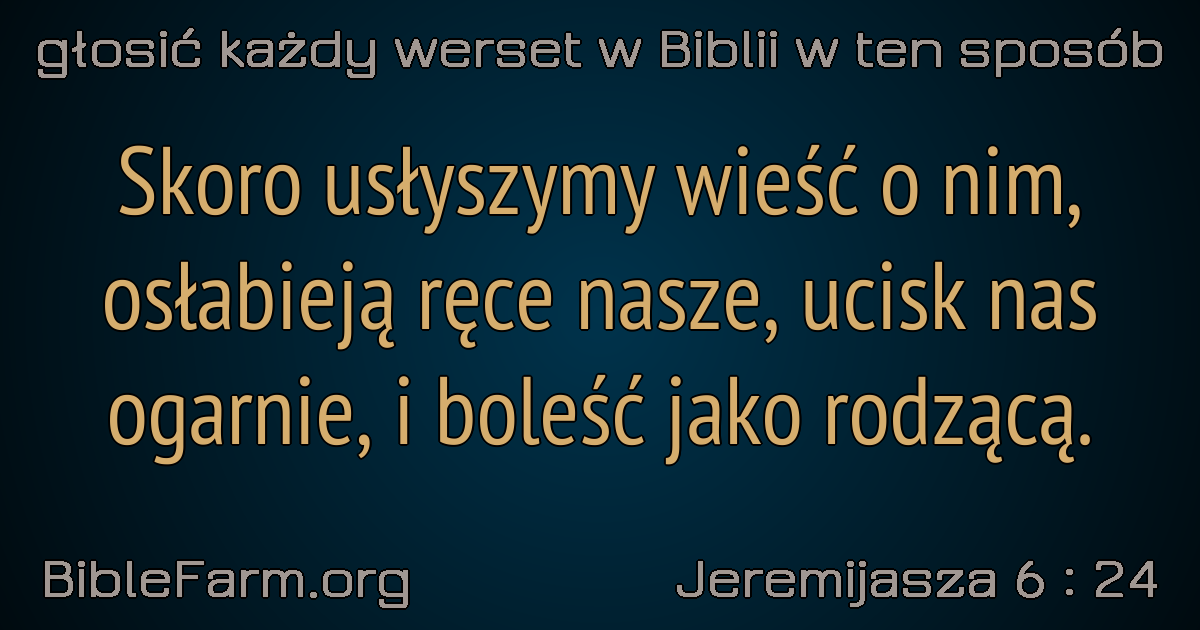 głosić każdy werset w Biblii w ten sposób
Skoro usłyszymy wieść o nim,
osłabieją ręce nasze, ucisk nas
ogarnie, i boleść jako rodzącą.
BibleFarm.org
Jeremijasza 6 : 24